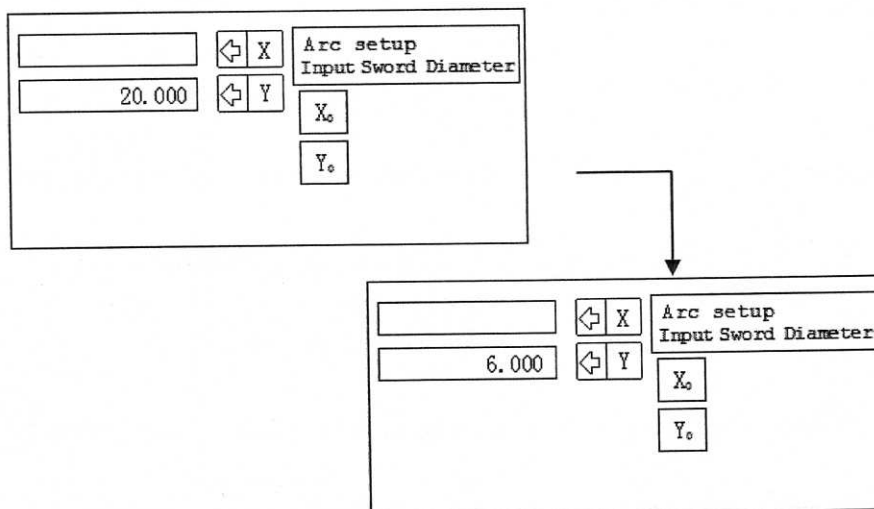 X
Arc setup
Input Sword Diameter
20.000
Y
X₀
Y₀
X
Arc setup
Input Sword Diameter
6.000
Y
X₀
Y₀